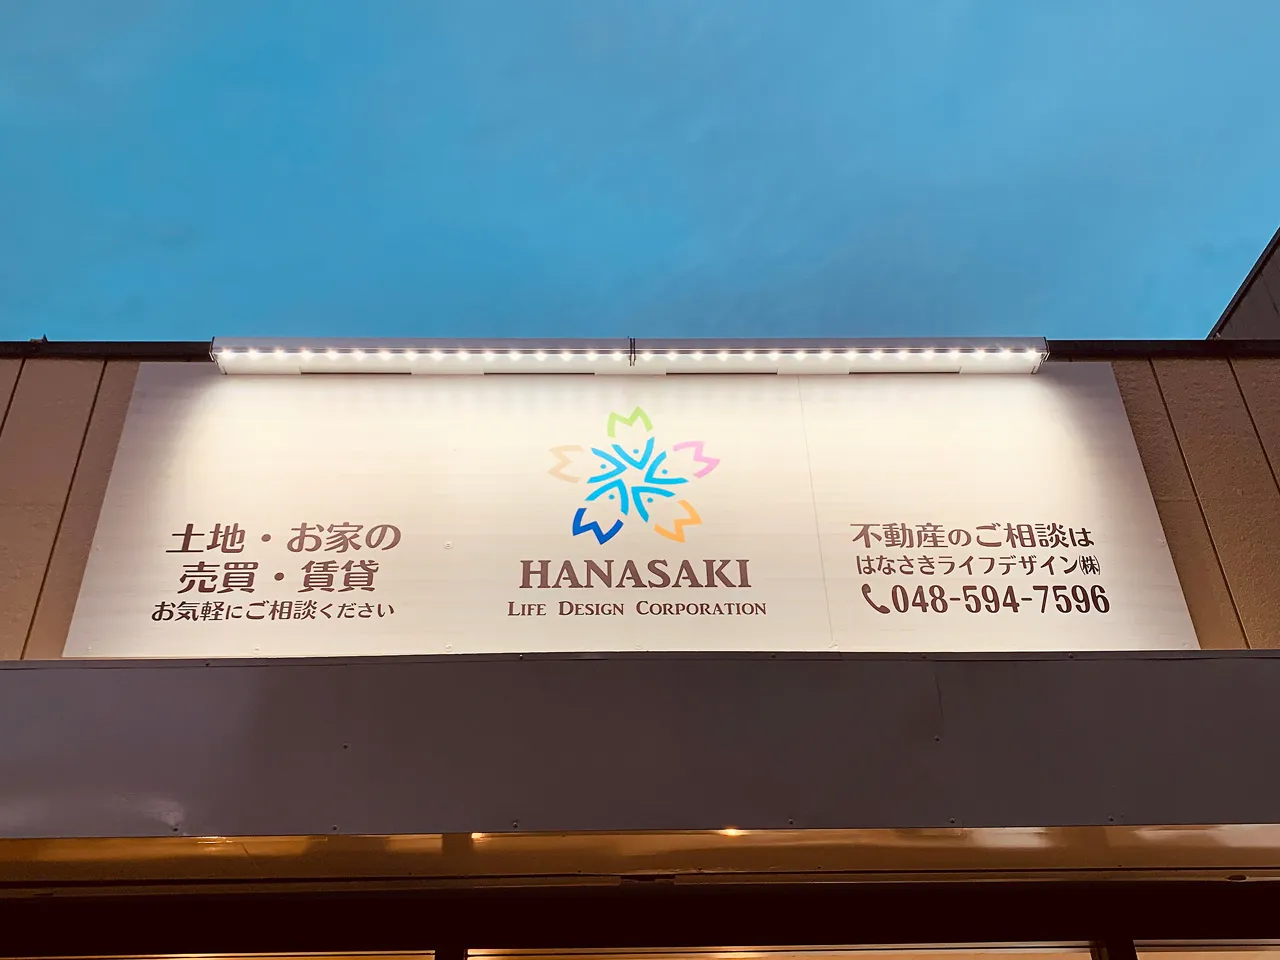 土地・お家の
売買・賃貸
お気軽にご相談ください
HANASAKI
LIFE DESIGN CORPORATION
不動産のご相談は
はなさきライフデザイン㈱
048-594-7596